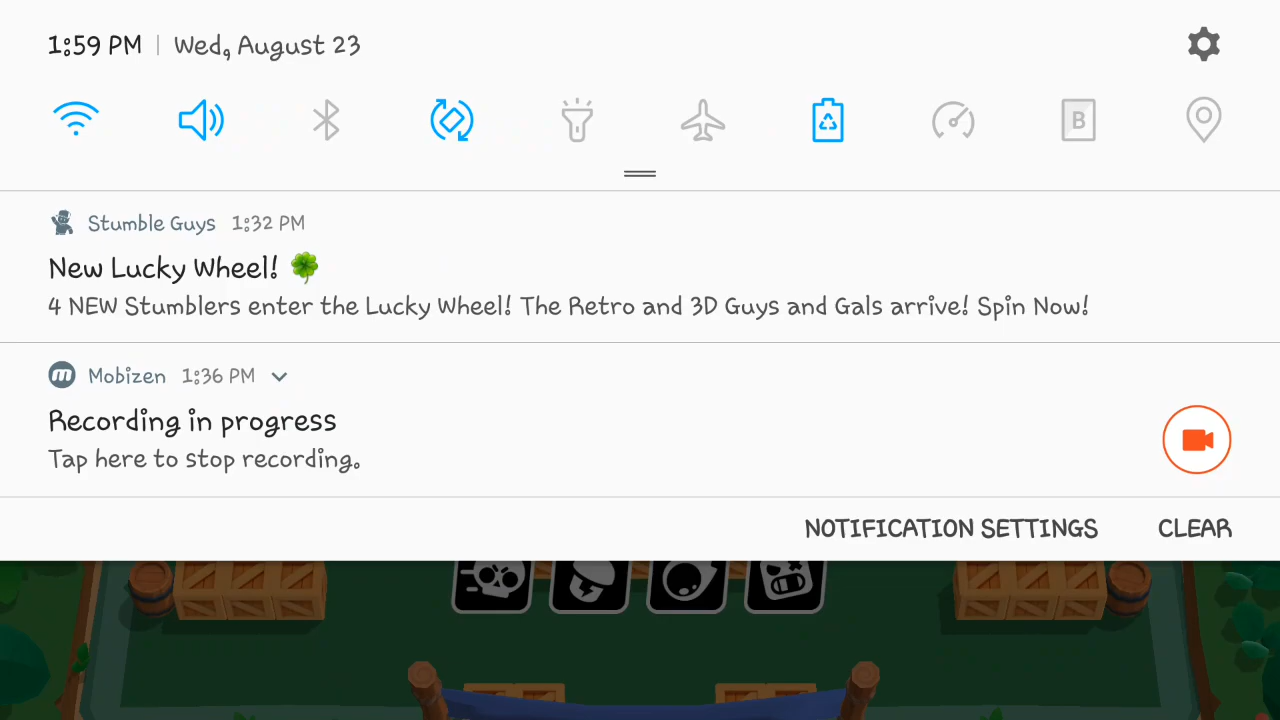 1:59 PM | Wed, August 23
B
Stumble Guys 1:32 PM
New Lucky Wheel! 🍀
4 NEW Stumblers enter the Lucky Wheel! The Retro and 3D Guys and Gals arrive! Spin Now!
m Mobizen 1:36 PM
Recording in progress
Tap here to stop recording.
NOTIFICATION SETTINGS CLEAR